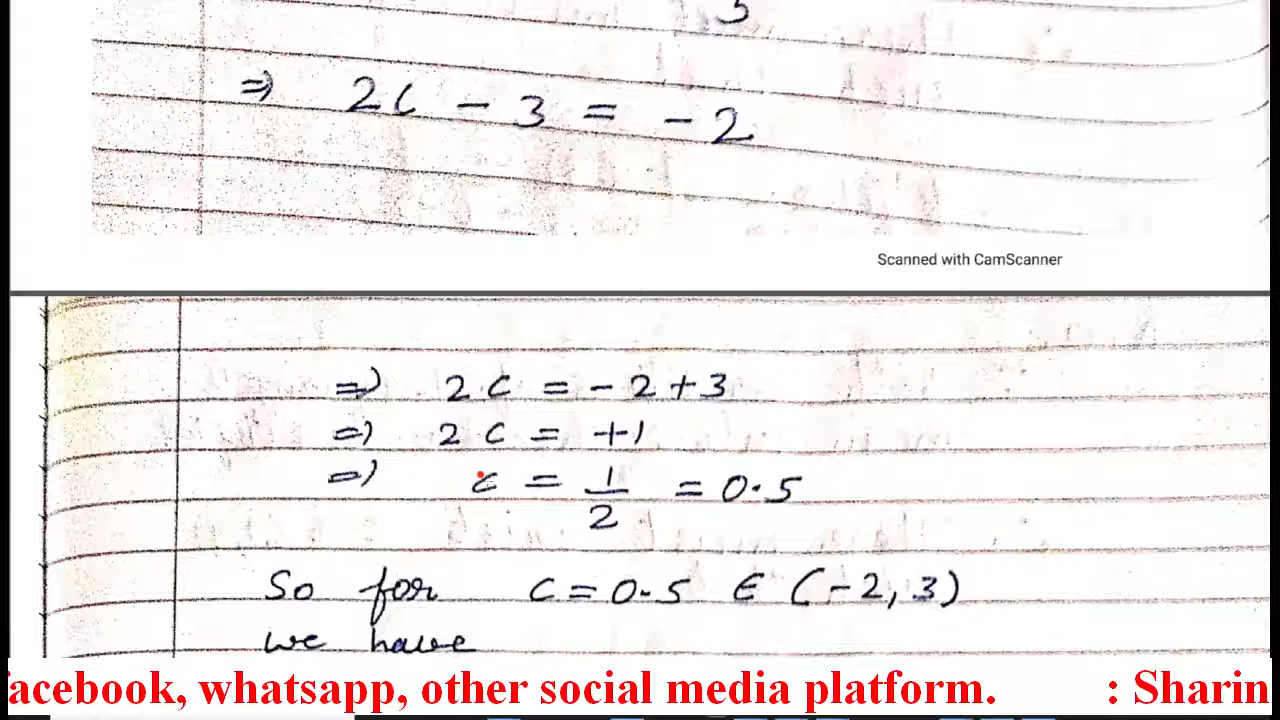 5
⇒ 2c - 3 = -2
Scanned with CamScanner
⇒ 2c = -2+3
⇒ 2c = +1
⇒ c = 1/2 = 0.5
So for c = 0.5 ∈ (-2, 3)
we have
acebook, whatsapp, other social media platform. : Sharin